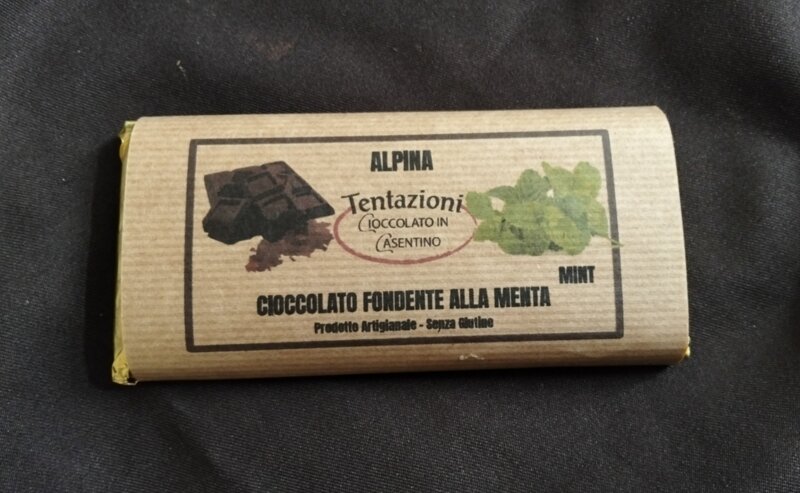 ALPINA
Tentazioni
CIOCCOLATO IN
CASENTINO
MINT
CIOCCOLATO FONDENTE ALLA MENTA
Prodotto Artigianale - Senza Glutine